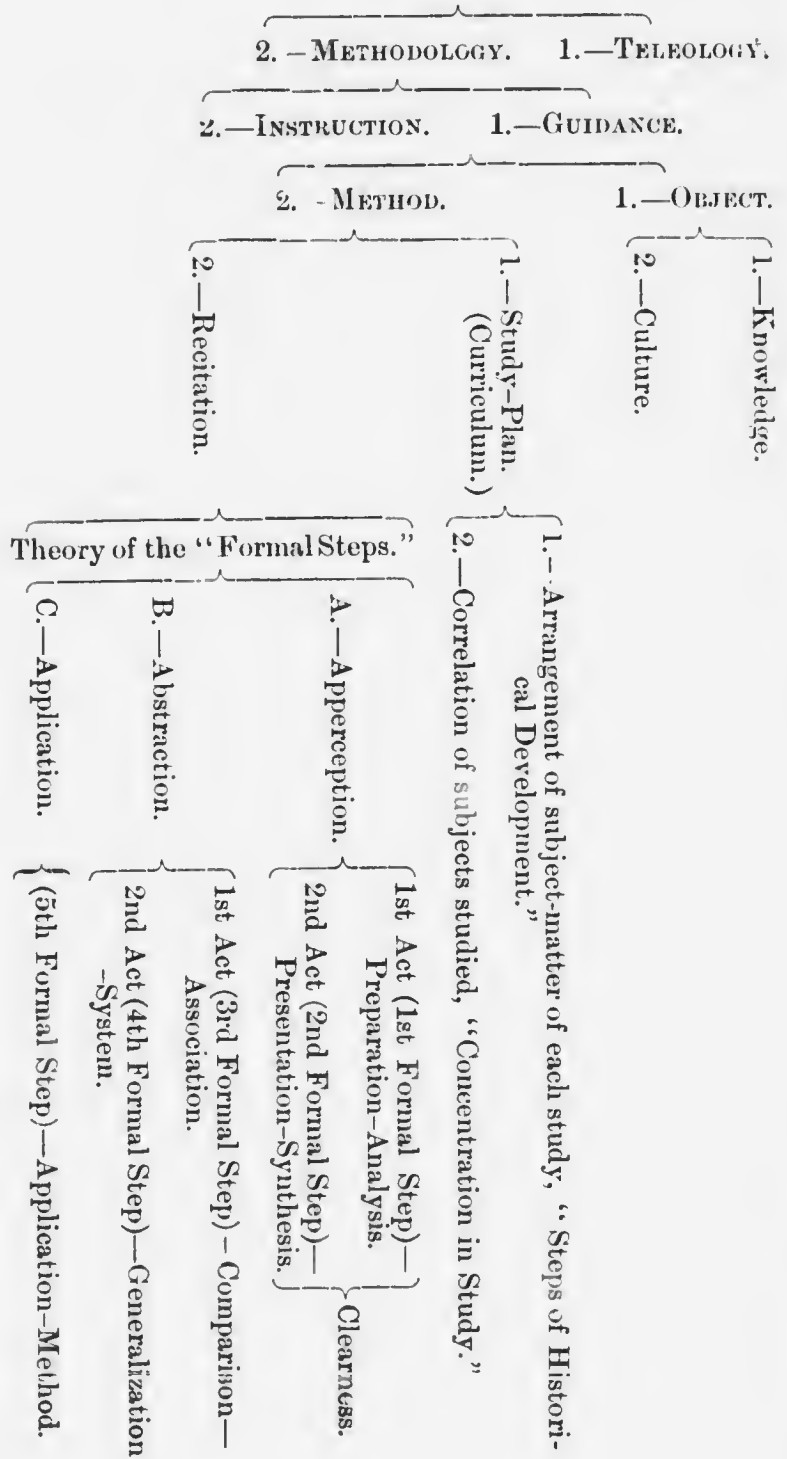 1.—TELEOLOGY.
2.—METHODOLOGY.
1.—GUIDANCE.
2.—INSTRUCTION.
1.—OBJECT.
2.-METHOD.
1.—Knowledge.
2.—Culture.
1.—Study-Plan.
(Curriculum.)
2.—Recitation.
1.—Arrangement of subject-matter of each study, “Steps of Histori-
cal Development.”
2.—Correlation of subjects studied, “Concentration in Study.”
Theory of the “Formal Steps.”
A.—Apperception.
1st Act (1st Formal Step)—
Preparation-Analysis.
2nd Act (2nd Formal Step)—
Presentation-Synthesis.
Clearness.
B.—Abstraction.
1st Act (3rd Formal Step)-Comparison—
Association.
2nd Act (4th Formal Step)—Generalization
-System.
C.—Application.
(5th Formal Step)—Application-Method.